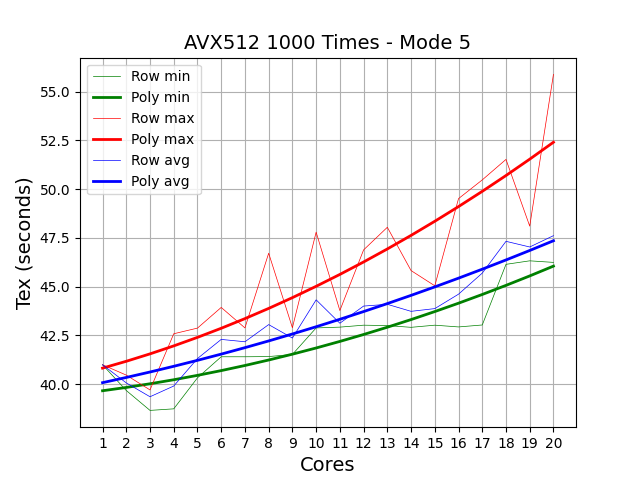 AVX512 1000 Times - Mode 5
Row min
Poly min
Row max
Poly max
Row avg
Poly avg
55.0
52.5
50.0
47.5
45.0
42.5
40.0
Tex (seconds)
1 2 3 4 5 6 7 8 9 10 11 12 13 14 15 16 17 18 19 20
Cores